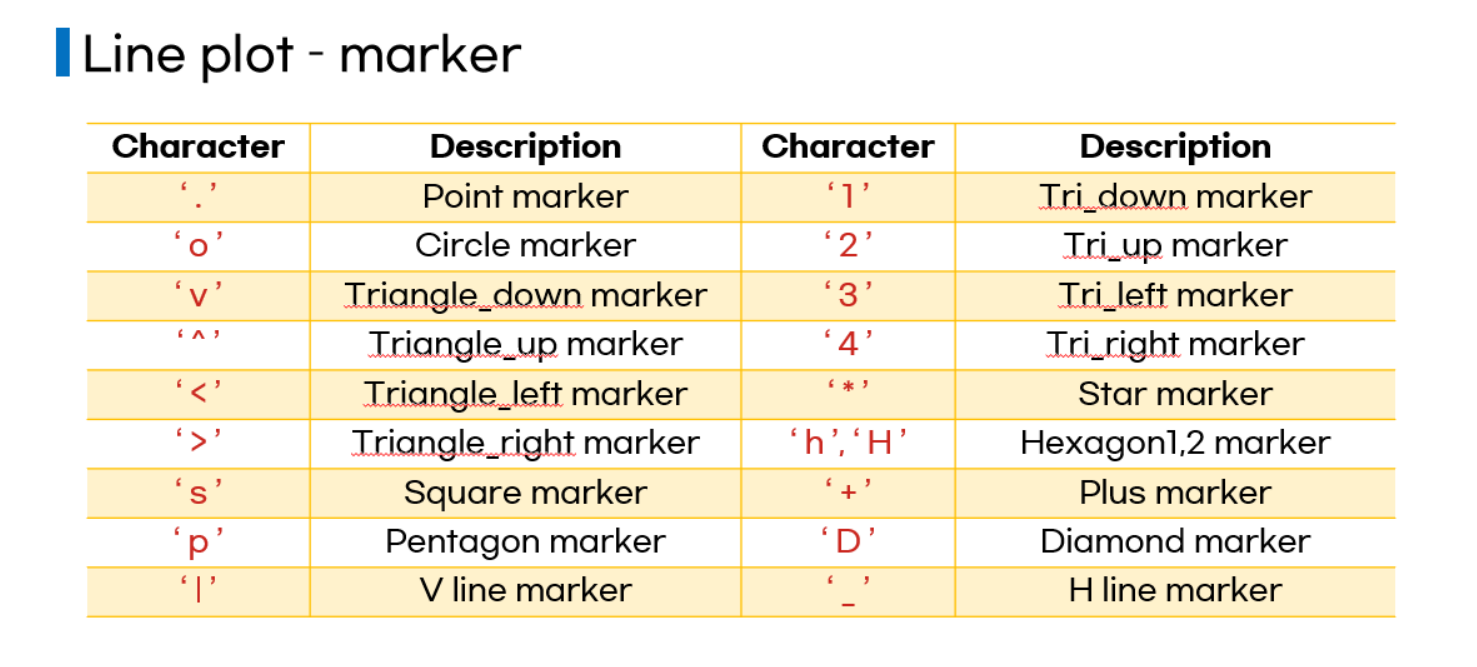 Line plot - marker
Character Description Character Description
‘.’ Point marker ‘1’ Tri_down marker
‘o’ Circle marker ‘2’ Tri_up marker
‘v’ Triangle_down marker ‘3’ Tri_left marker
‘^’ Triangle_up marker ‘4’ Tri_right marker
‘<’ Triangle_left marker ‘*’ Star marker
‘>’ Triangle_right marker ‘h’,‘H’ Hexagon1,2 marker
‘s’ Square marker ‘+’ Plus marker
‘p’ Pentagon marker ‘D’ Diamond marker
‘|’ V line marker ‘_’ H line marker